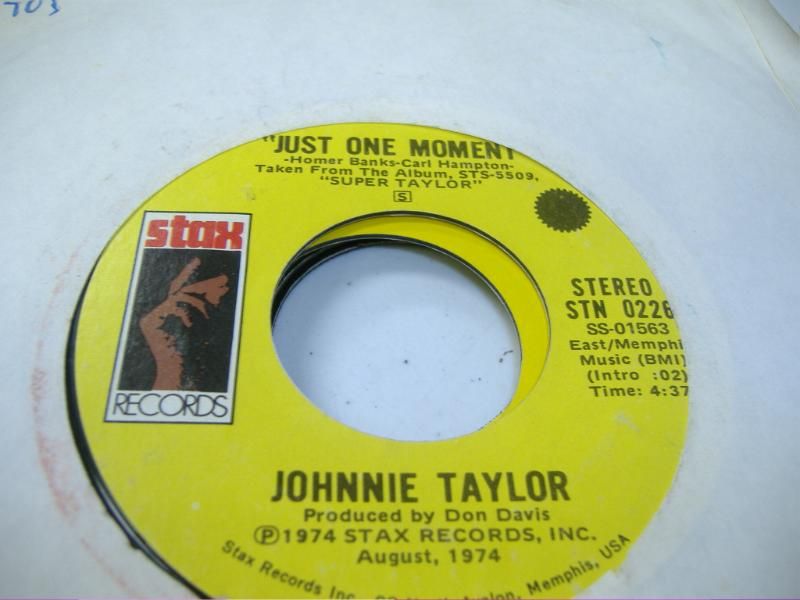 703
"JUST ONE MOMENT
-Homer Banks-Carl Hampton-
Taken From The Album, STS-5509,
"SUPER TAYLOR"
S
stax
RECORDS
STEREO
STN 0226
SS-01563
East/Memphis
Music (BMI)
(Intro :02)
Time: 4:37
JOHNNIE TAYLOR
Produced by Don Davis
Ⓟ1974 STAX RECORDS, INC.
August, 1974
Stax Records Inc. Memphis, USA